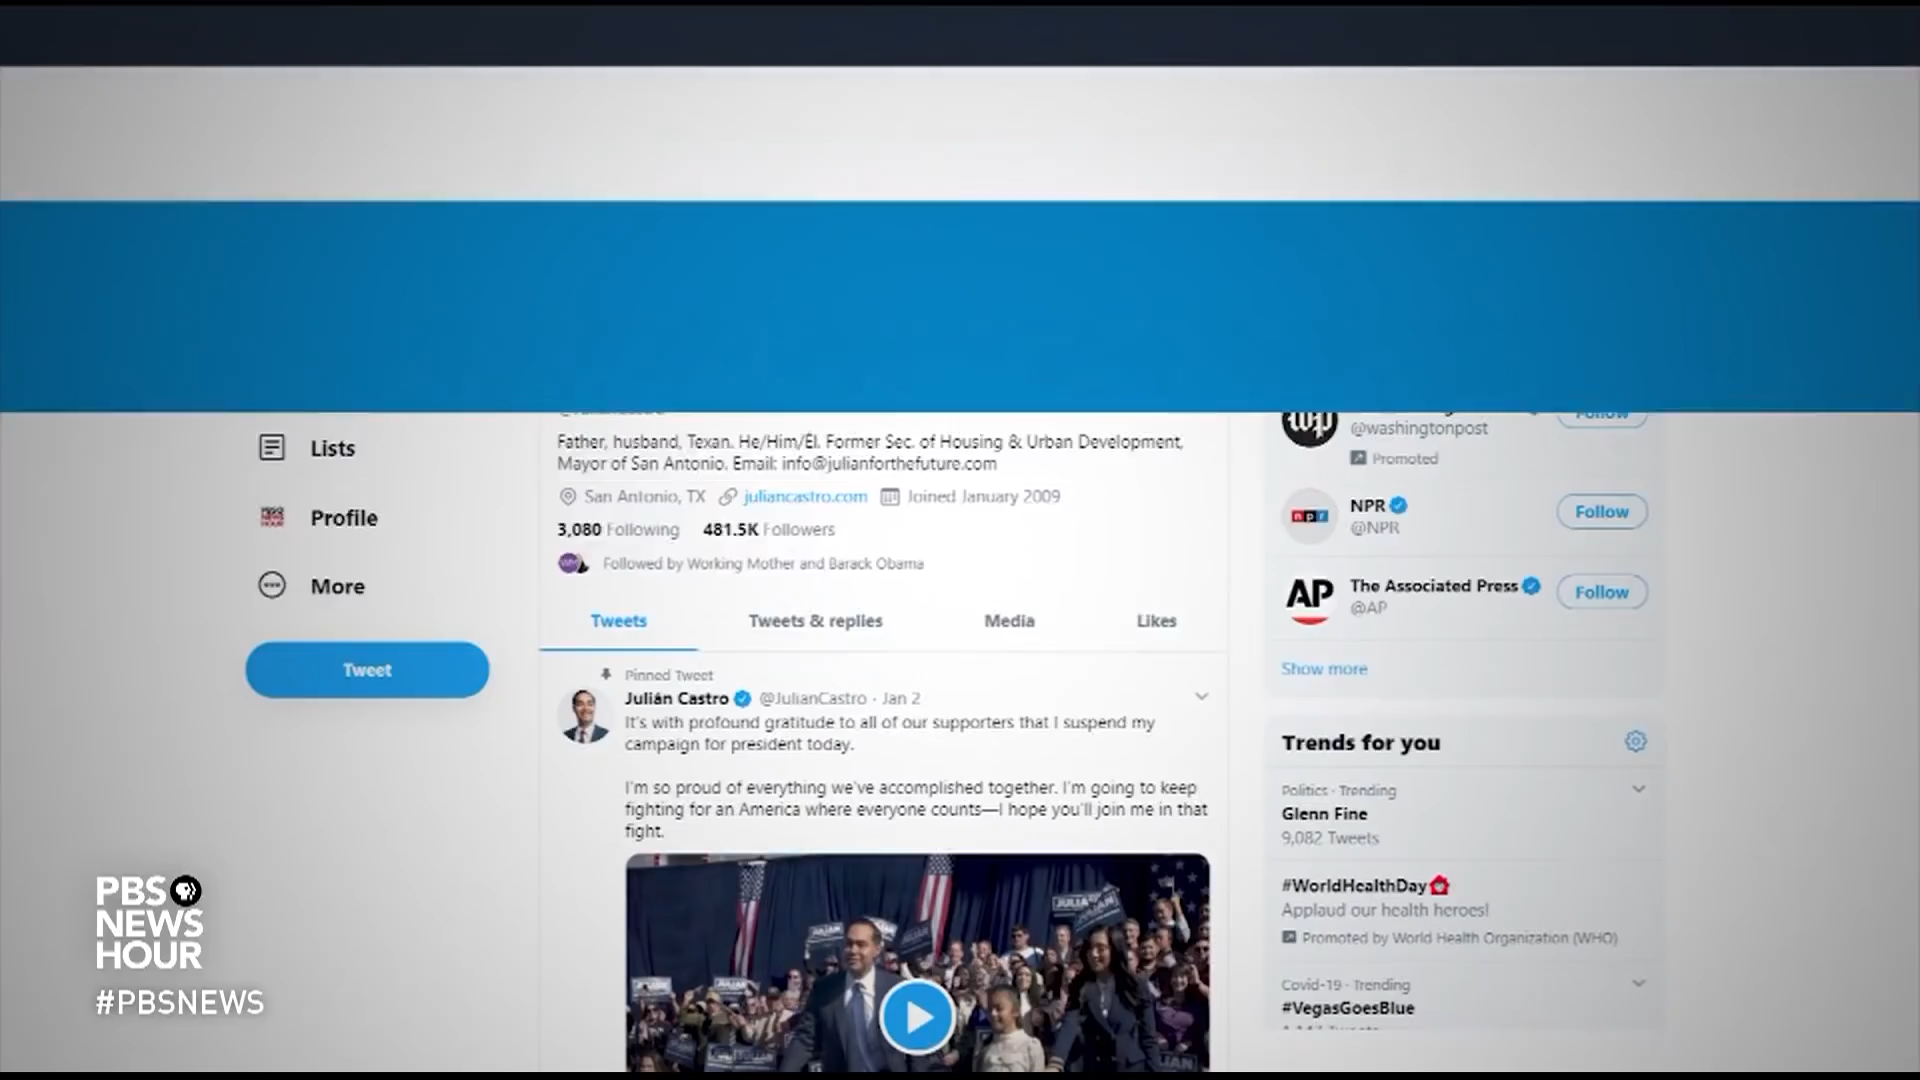 Lists
Profile
More
Tweet
Father, husband, Texan. He/Him/Él. Former Sec. of Housing & Urban Development,
Mayor of San Antonio. Email: info@julianforthefuture.com
San Antonio, TX juliancastro.com Joined January 2009
3,080 Following 481.5K Followers
Followed by Working Mother and Barack Obama
Tweets Tweets & replies Media Likes
Pinned Tweet
Julián Castro @JulianCastro · Jan 2
It's with profound gratitude to all of our supporters that I suspend my
campaign for president today.
I'm so proud of everything we've accomplished together. I'm going to keep
fighting for an America where everyone counts—I hope you'll join me in that
fight.
JULIÁN
wp
@washingtonpost
Follow
Promoted
npr
NPR
@NPR
Follow
AP
The Associated Press
@AP
Follow
Show more
Trends for you
Politics · Trending
Glenn Fine
9,082 Tweets
#WorldHealthDay
Applaud our health heroes!
Promoted by World Health Organization (WHO)
Covid-19 · Trending
#VegasGoesBlue
PBS
NEWS
HOUR
#PBSNEWS